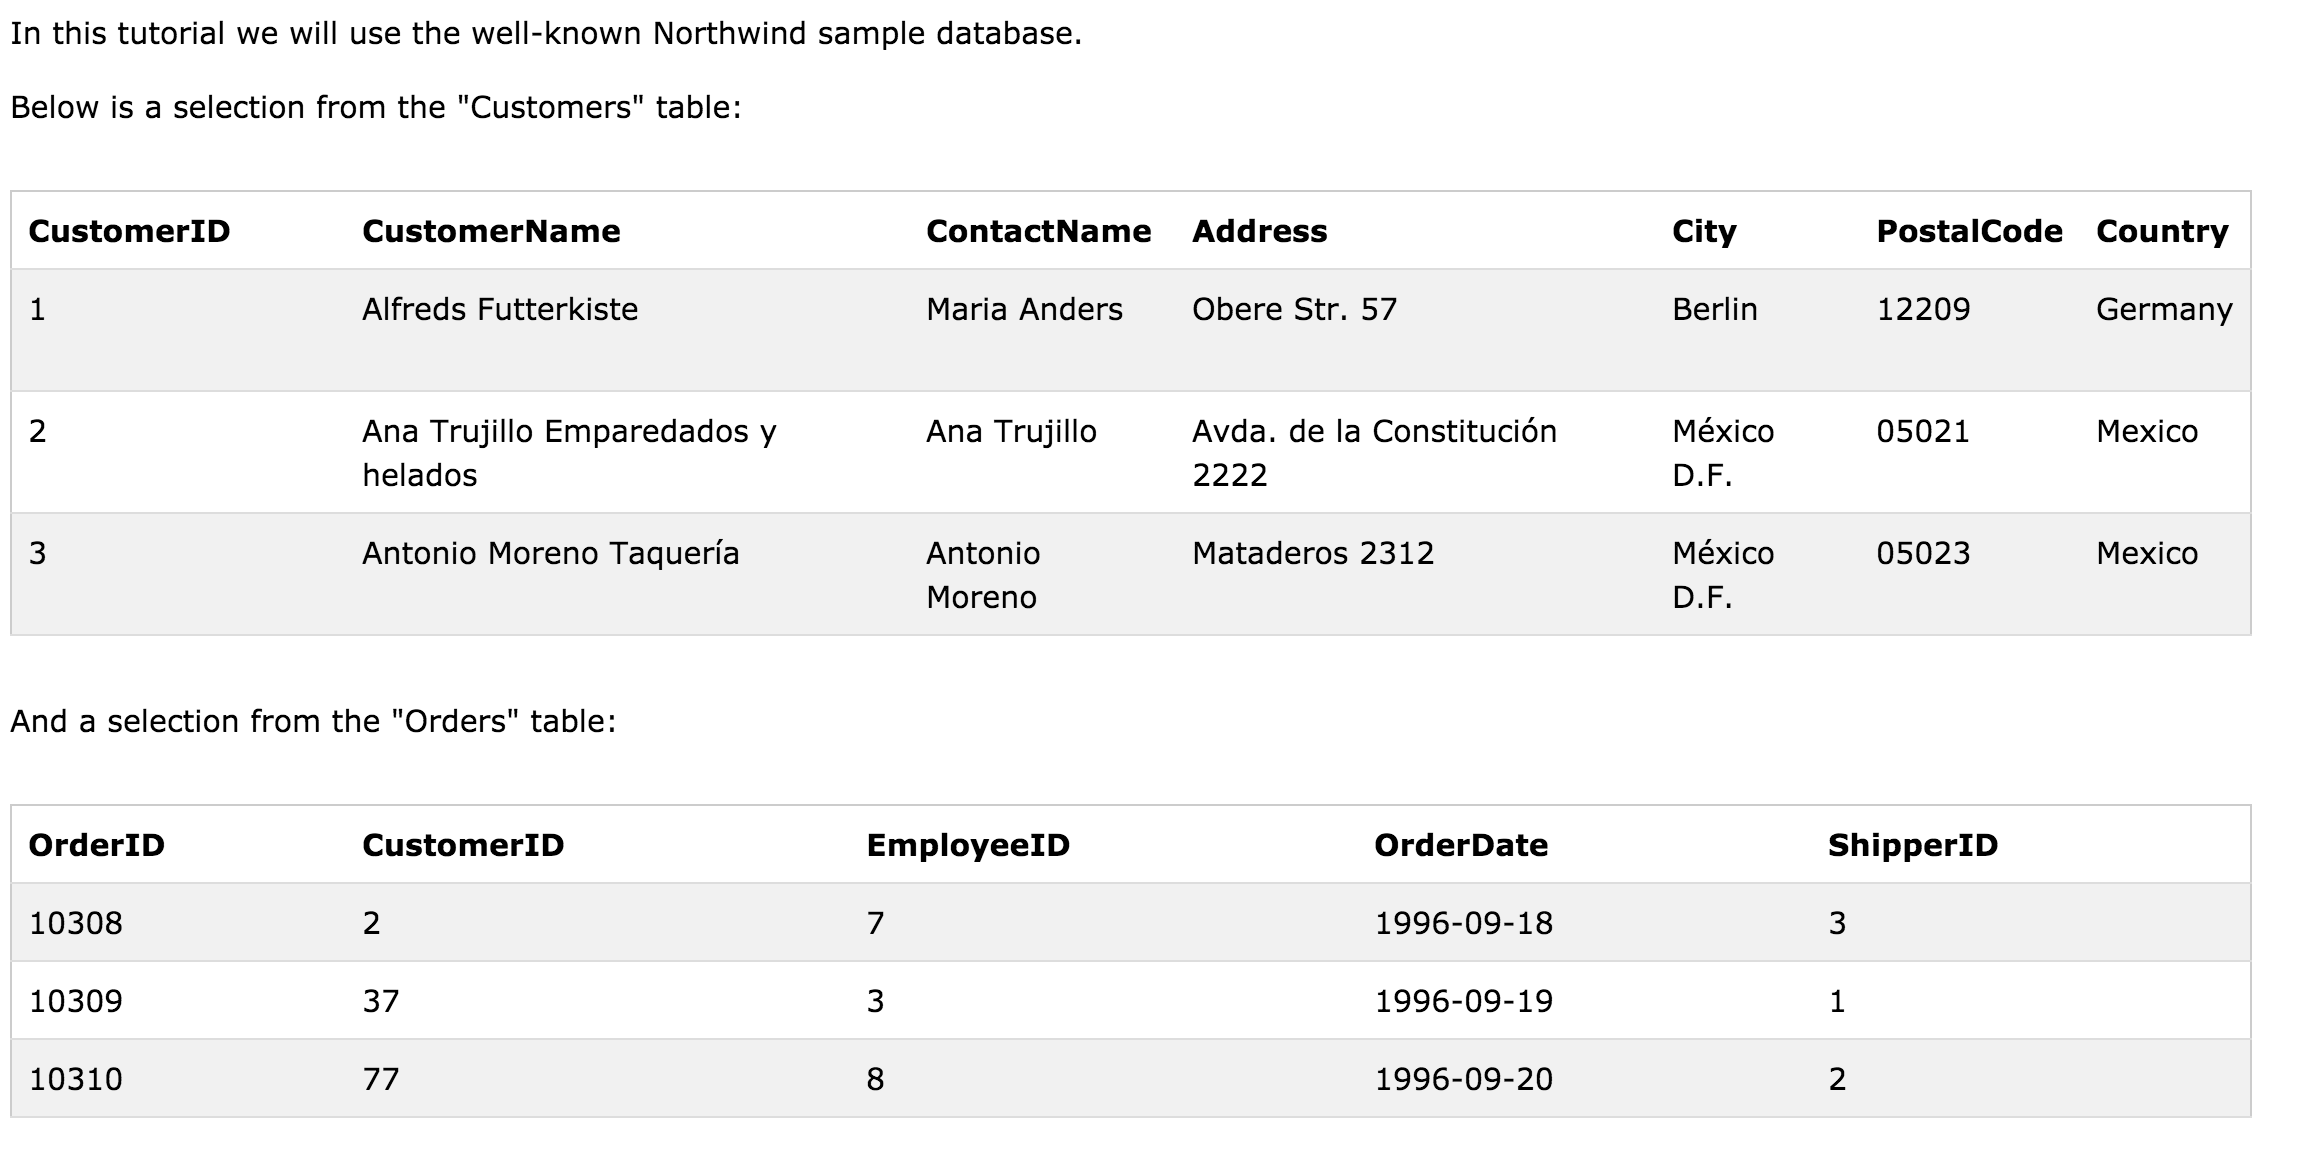 In this tutorial we will use the well-known Northwind sample database.
Below is a selection from the "Customers" table:
CustomerID CustomerName ContactName Address City PostalCode Country
1 Alfreds Futterkiste Maria Anders Obere Str. 57 Berlin 12209 Germany
2 Ana Trujillo Emparedados y Ana Trujillo Avda. de la Constitución México 05021 Mexico
helados 2222 D.F.
3 Antonio Moreno Taquería Antonio Mataderos 2312 México 05023 Mexico
Moreno D.F.
And a selection from the "Orders" table:
OrderID CustomerID EmployeeID OrderDate ShipperID
10308 2 7 1996-09-18 3
10309 37 3 1996-09-19 1
10310 77 8 1996-09-20 2